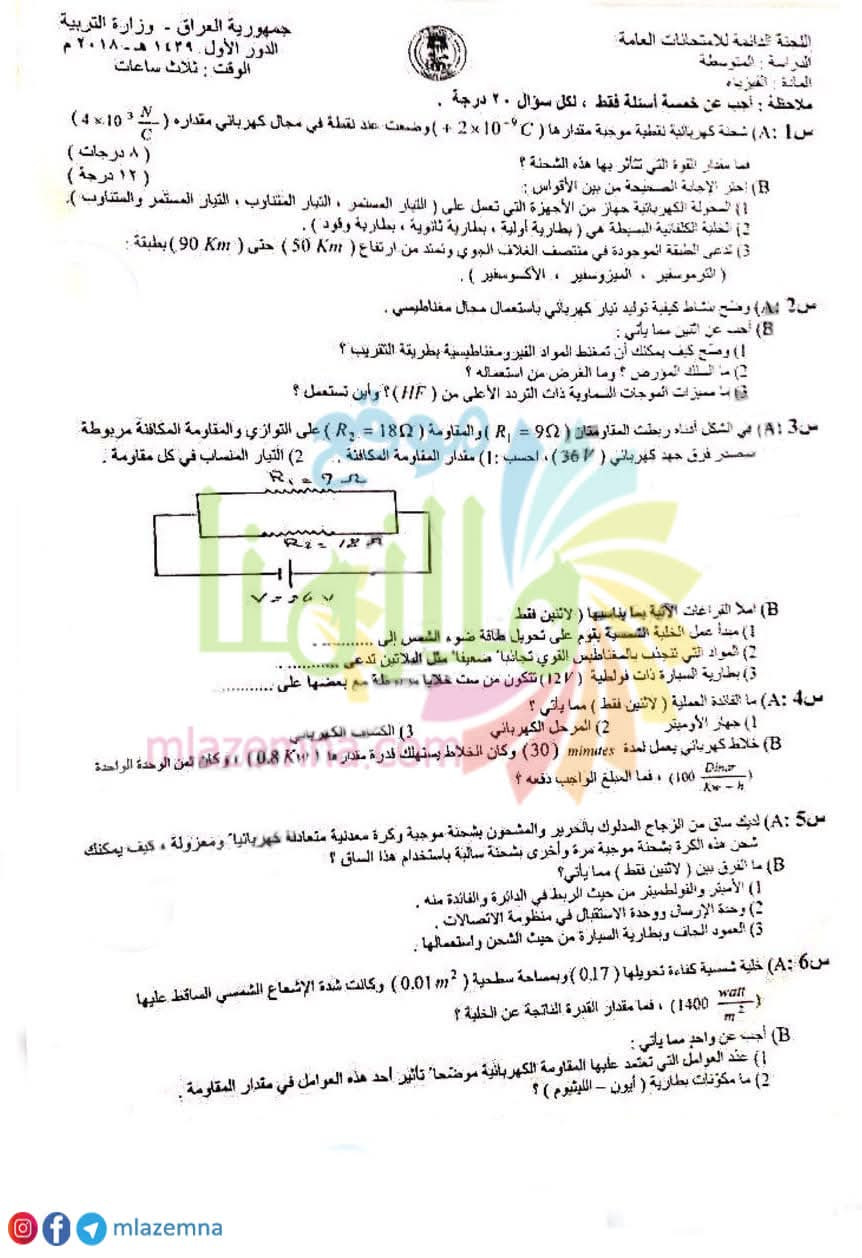 جمهورية العراق - وزارة التربية
الدور الأول ١٤٣٩هـ - ٢٠١٨ م
الوقت : ثلاث ساعات
اللجنة الدائمة للامتحانات العامة
الدراسة : المتوسطة
المادة : الفيزياء
ملاحظة : أجب عن خمسة أسئلة فقط ، لكل سؤال ٢٠ درجة .
س1 :A) شحنة كهربائية نقطية موجبة مقدارها ( +2×10⁻⁹ C ) وضعت عند نقطة في مجال كهربائي مقداره ( 4×10³ N/C )
فما مقدار القوة التي تتأثر بها هذه الشحنة ؟ ( ٨ درجات )
B) إختر الإجابة الصحيحة من بين الأقواس : ( ١٢ درجة )
1) المحولة الكهربائية جهاز من الأجهزة التي تعمل على ( التيار المستمر ، التيار المتناوب ، التيار المستمر والمتناوب ).
2) الخلية الكلفانية البسيطة هي ( بطارية أولية ، بطارية ثانوية ، بطارية وقود ) .
3) تدعى الطبقة الموجودة في منتصف الغلاف الجوي وتمتد من ارتفاع ( 50 Km ) حتى ( 90 Km ) بطبقة :
( الثرموسفير ، الميزوسفير ، الأكسوسفير ) .
س2 :A) وضح بنشاط كيفية توليد تيار كهربائي باستعمال مجال مغناطيسي .
B) أجب عن اثنين مما يأتي :
1) وضح كيف يمكنك أن تمغنط المواد الفيرومغناطيسية بطريقة التقريب ؟
2) ما السلك المؤرض ؟ وما الغرض من استعماله ؟
3) ما مميزات الموجات السماوية ذات التردد الأعلى من ( HF ) ؟ وأين تستعمل ؟
س3 :A) في الشكل أدناه ربطت المقاومتان ( R₁ = 9Ω ) والمقاومة ( R₂ = 18Ω ) على التوازي والمقاومة المكافئة مربوطة
بمصدر فرق جهد كهربائي ( 36V ) ، احسب :1) مقدار المقاومة المكافئة . 2) التيار المنساب في كل مقاومة .
R₁ = 9 Ω
R₂ = 18 Ω
V = 36 V
B) املأ الفراغات الآتية بما يناسبها ( لاثنين فقط
1) مبدأ عمل الخلية الشمسية يقوم على تحويل طاقة ضوء الشمس إلى ............
2) المواد التي تنجذب بالمغناطيس القوي تجاذباً ضعيفاً مثل البلاتين تدعى ............
3) بطارية السيارة ذات فولطية (12V) تتكون من ست خلايا مربوطة مع بعضها على ............
س4 :A) ما الفائدة العملية ( لاثنين فقط ) مما يأتي ؟
1) جهاز الأوميتر 2) المرحل الكهربائي 3) الكشاف الكهربائي
B) خلاط كهربائي يعمل لمدة minutes (30) وكان الخلاط يستهلك قدرة مقدارها ( 0.8 Kw ) ، وكان ثمن الوحدة الواحدة
( 100 Dinar/Kw-h ) ، فما المبلغ الواجب دفعه ؟
س5 :A) لديك ساق من الزجاج المدلوك بالحرير والمشحون بشحنة موجبة وكرة معدنية متعادلة كهربائياً ومعزولة ، كيف يمكنك
شحن هذه الكرة بشحنة موجبة مرة وأخرى بشحنة سالبة باستخدام هذا الساق ؟
B) ما الفرق بين ( لاثنين فقط ) مما يأتي؟
1) الأميتر والفولطميتر من حيث الربط في الدائرة والفائدة منه .
2) وحدة الإرسال ووحدة الاستقبال في منظومة الاتصالات .
3) العمود الجاف وبطارية السيارة من حيث الشحن واستعمالها .
س6 :A) خلية شمسية كفاءة تحويلها ( 0.17 ) وبمساحة سطحية ( 0.01 m² ) وكانت شدة الإشعاع الشمسي الساقط عليها
( 1400 watt/m² ) ، فما مقدار القدرة الناتجة عن الخلية ؟
B) أجب عن واحد مما يأتي :
1) عدد العوامل التي تعتمد عليها المقاومة الكهربائية موضحاً تأثير أحد هذه العوامل في مقدار المقاومة .
2) ما مكونات بطارية ( أيون – الليثيوم ) ؟
موقع
ملازمنا
mlazemna.com
mlazemna